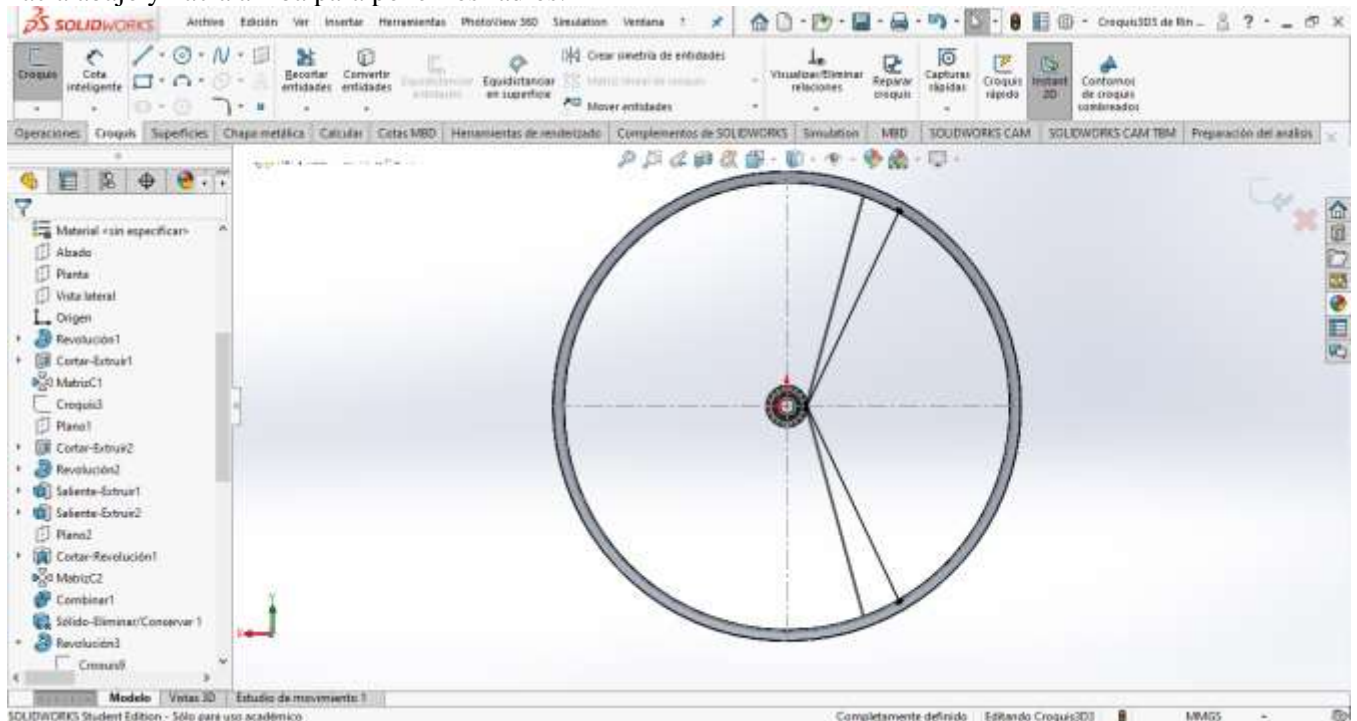 SOLIDWORKS Archivo Edición Ver Insertar Herramientas PhotoView 360 Simulation Ventana ? Croquis3D3 de Rin ...
Croquis
Cota inteligente
Recortar entidades
Convertir entidades
Equidistanciar en superficie
Crear simetría de entidades
Mover entidades
Visualizar/Eliminar relaciones
Reparar croquis
Capturas rápidas
Croquis rápido
Instant 2D
Contornos de croquis sombreados
Operaciones Croquis Superficies Chapa metálica Calcular Cotas MBD Herramientas de renderizado Complementos de SOLIDWORKS Simulation MBD SOLIDWORKS CAM SOLIDWORKS CAM TBM Preparación del análisis
Material <sin especificar>
Alzado
Planta
Vista lateral
Origen
Revolución1
Cortar-Extruir1
MatrizC1
Croquis3
Plano1
Cortar-Extruir2
Revolución2
Saliente-Extruir1
Saliente-Extruir2
Plano2
Cortar-Revolución1
MatrizC2
Combinar1
Sólido-Eliminar/Conservar 1
Revolución3
Croquis9
Modelo Vistas 3D Estudio de movimiento 1
SOLIDWORKS Student Edition - Sólo para uso académico Completamente definido Editando Croquis3D3 MMGS